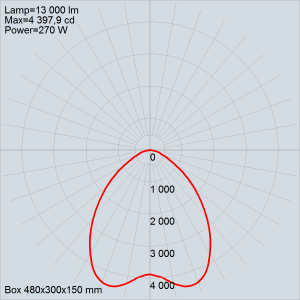 Lamp=13 000 lm
Max=4 397,9 cd
Power=270 W
0
1 000
2 000
3 000
4 000
Box 480x300x150 mm